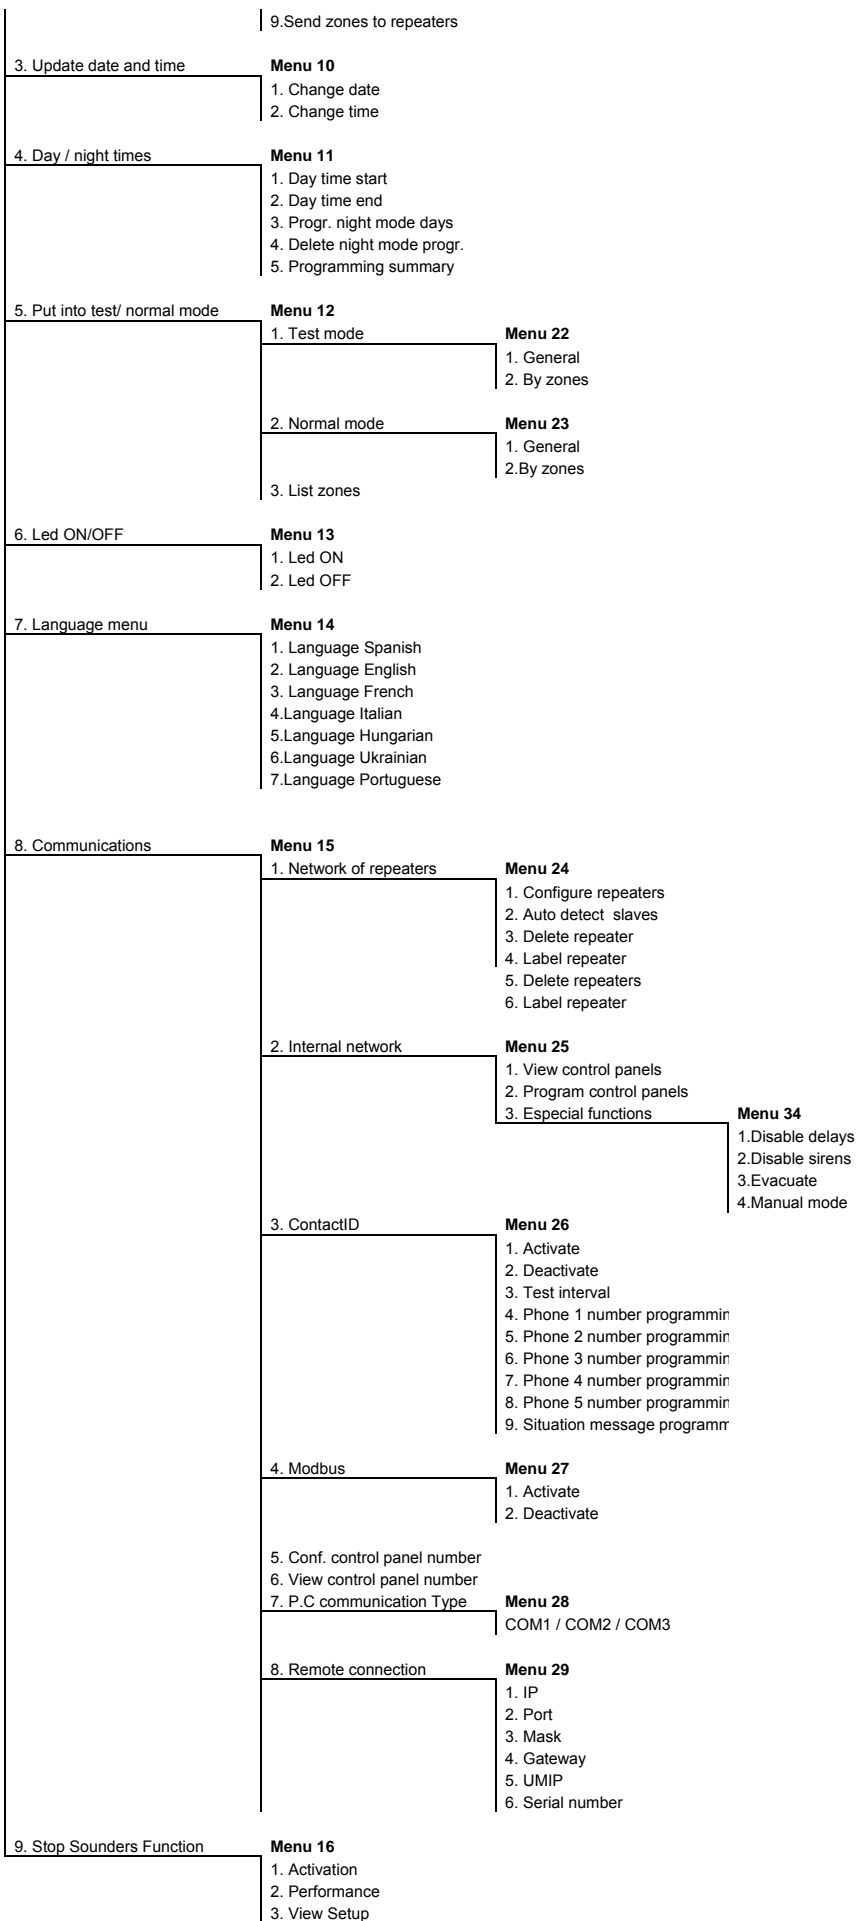 9.Send zones to repeaters
3. Update date and time Menu 10
1. Change date
2. Change time
4. Day / night times Menu 11
1. Day time start
2. Day time end
3. Progr. night mode days
4. Delete night mode progr.
5. Programming summary
5. Put into test/ normal mode Menu 12
1. Test mode Menu 22
1. General
2. By zones
2. Normal mode Menu 23
1. General
2.By zones
3. List zones
6. Led ON/OFF Menu 13
1. Led ON
2. Led OFF
7. Language menu Menu 14
1. Language Spanish
2. Language English
3. Language French
4.Language Italian
5.Language Hungarian
6.Language Ukrainian
7.Language Portuguese
8. Communications Menu 15
1. Network of repeaters Menu 24
1. Configure repeaters
2. Auto detect slaves
3. Delete repeater
4. Label repeater
5. Delete repeaters
6. Label repeater
2. Internal network Menu 25
1. View control panels
2. Program control panels
3. Especial functions Menu 34
1.Disable delays
2.Disable sirens
3.Evacuate
4.Manual mode
3. ContactID Menu 26
1. Activate
2. Deactivate
3. Test interval
4. Phone 1 number programmin
5. Phone 2 number programmin
6. Phone 3 number programmin
7. Phone 4 number programmin
8. Phone 5 number programmin
9. Situation message programm
4. Modbus Menu 27
1. Activate
2. Deactivate
5. Conf. control panel number
6. View control panel number
7. P.C communication Type Menu 28
COM1 / COM2 / COM3
8. Remote connection Menu 29
1. IP
2. Port
3. Mask
4. Gateway
5. UMIP
6. Serial number
9. Stop Sounders Function Menu 16
1. Activation
2. Performance
3. View Setup